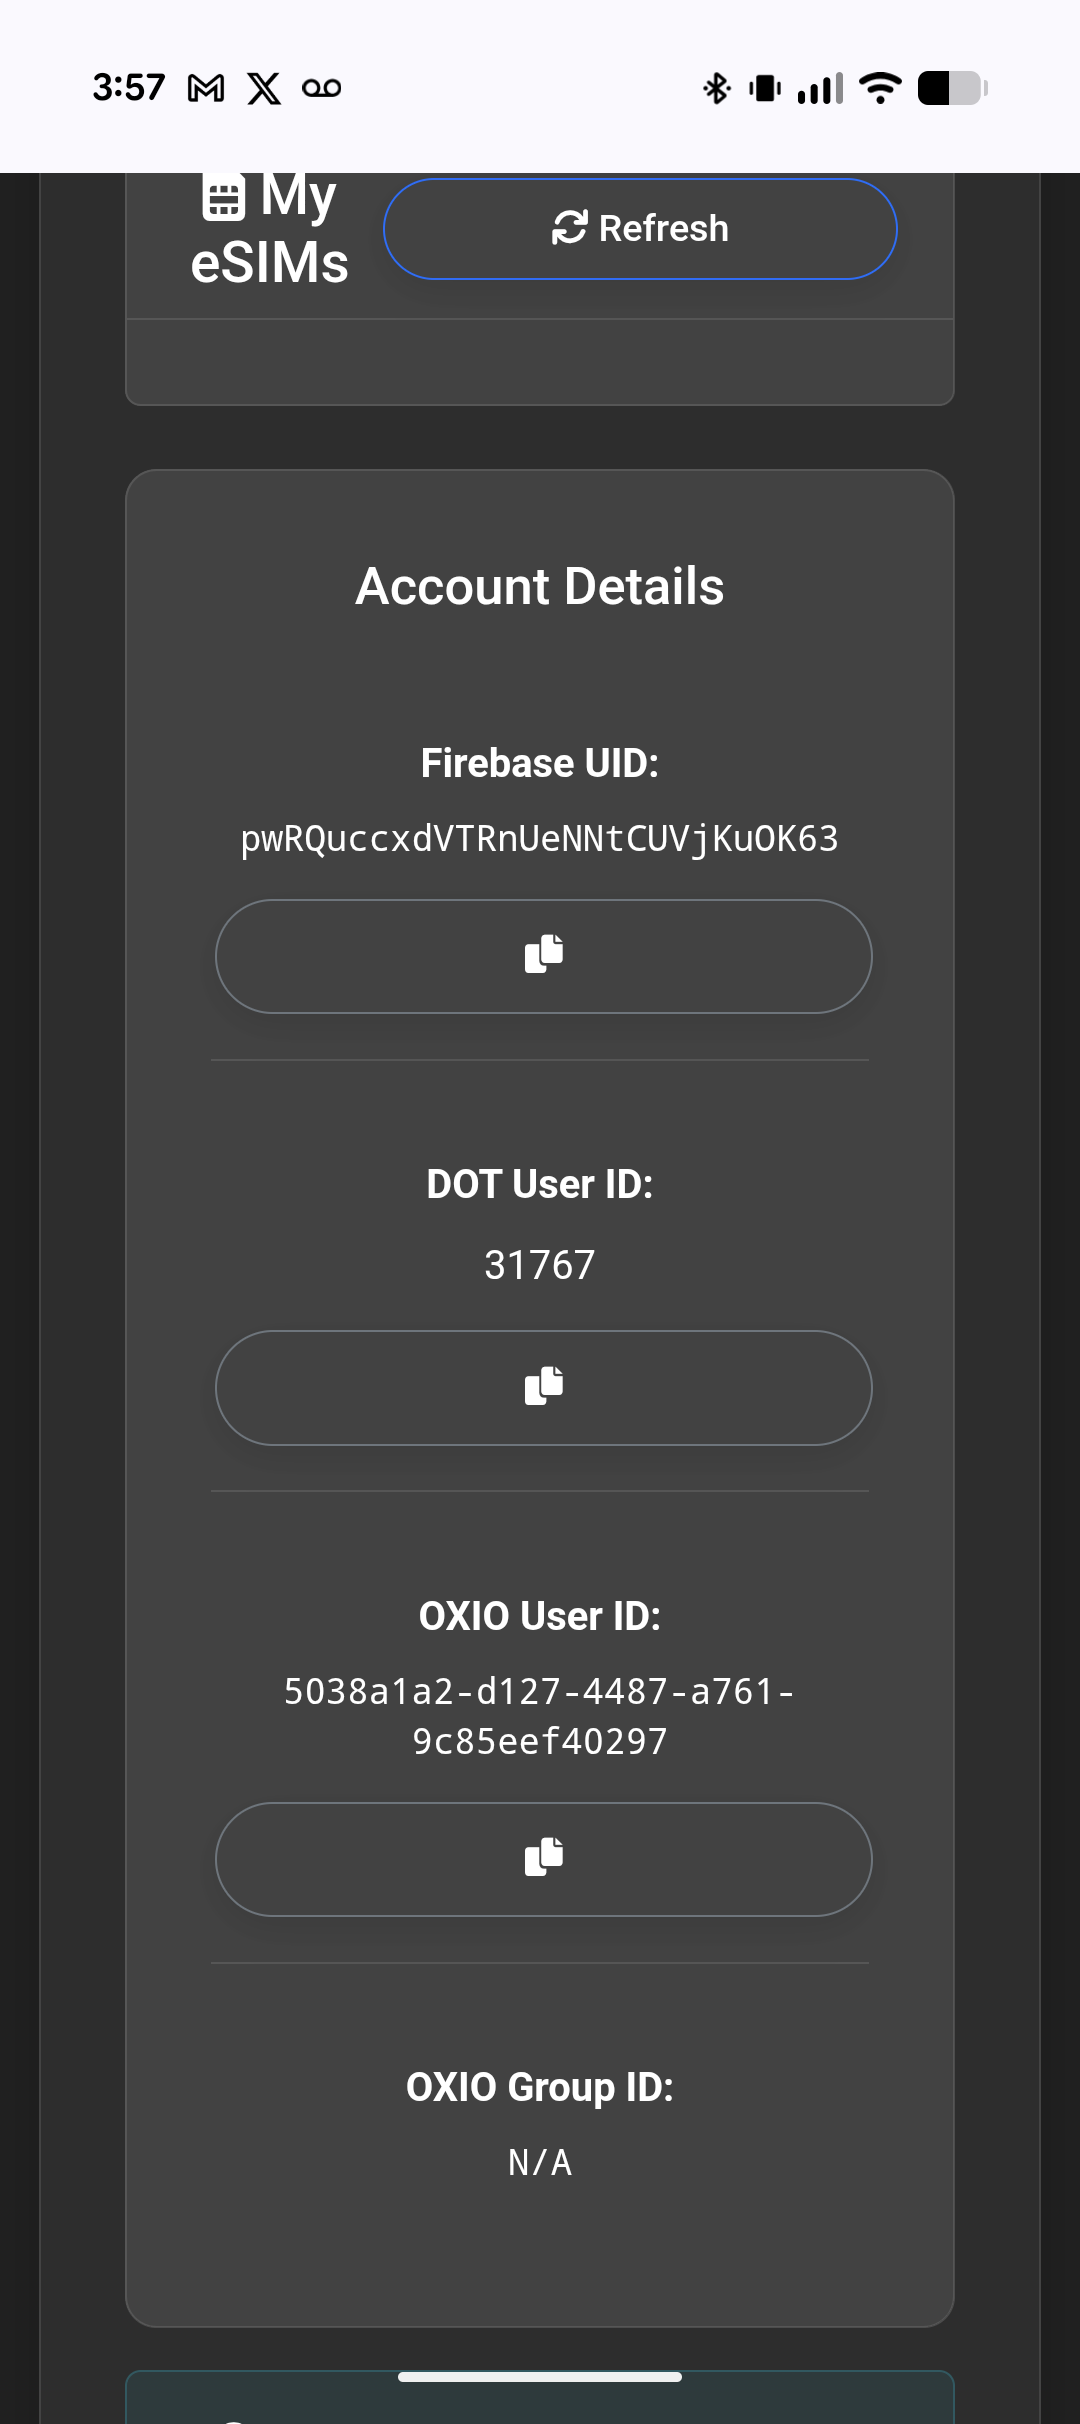 3:57
My
eSIMs
Refresh
Account Details
Firebase UID:
pwRQuccxdVTRnUeNNtCUVjKuOK63
DOT User ID:
31767
OXIO User ID:
5038a1a2-d127-4487-a761-
9c85eef40297
OXIO Group ID:
N/A